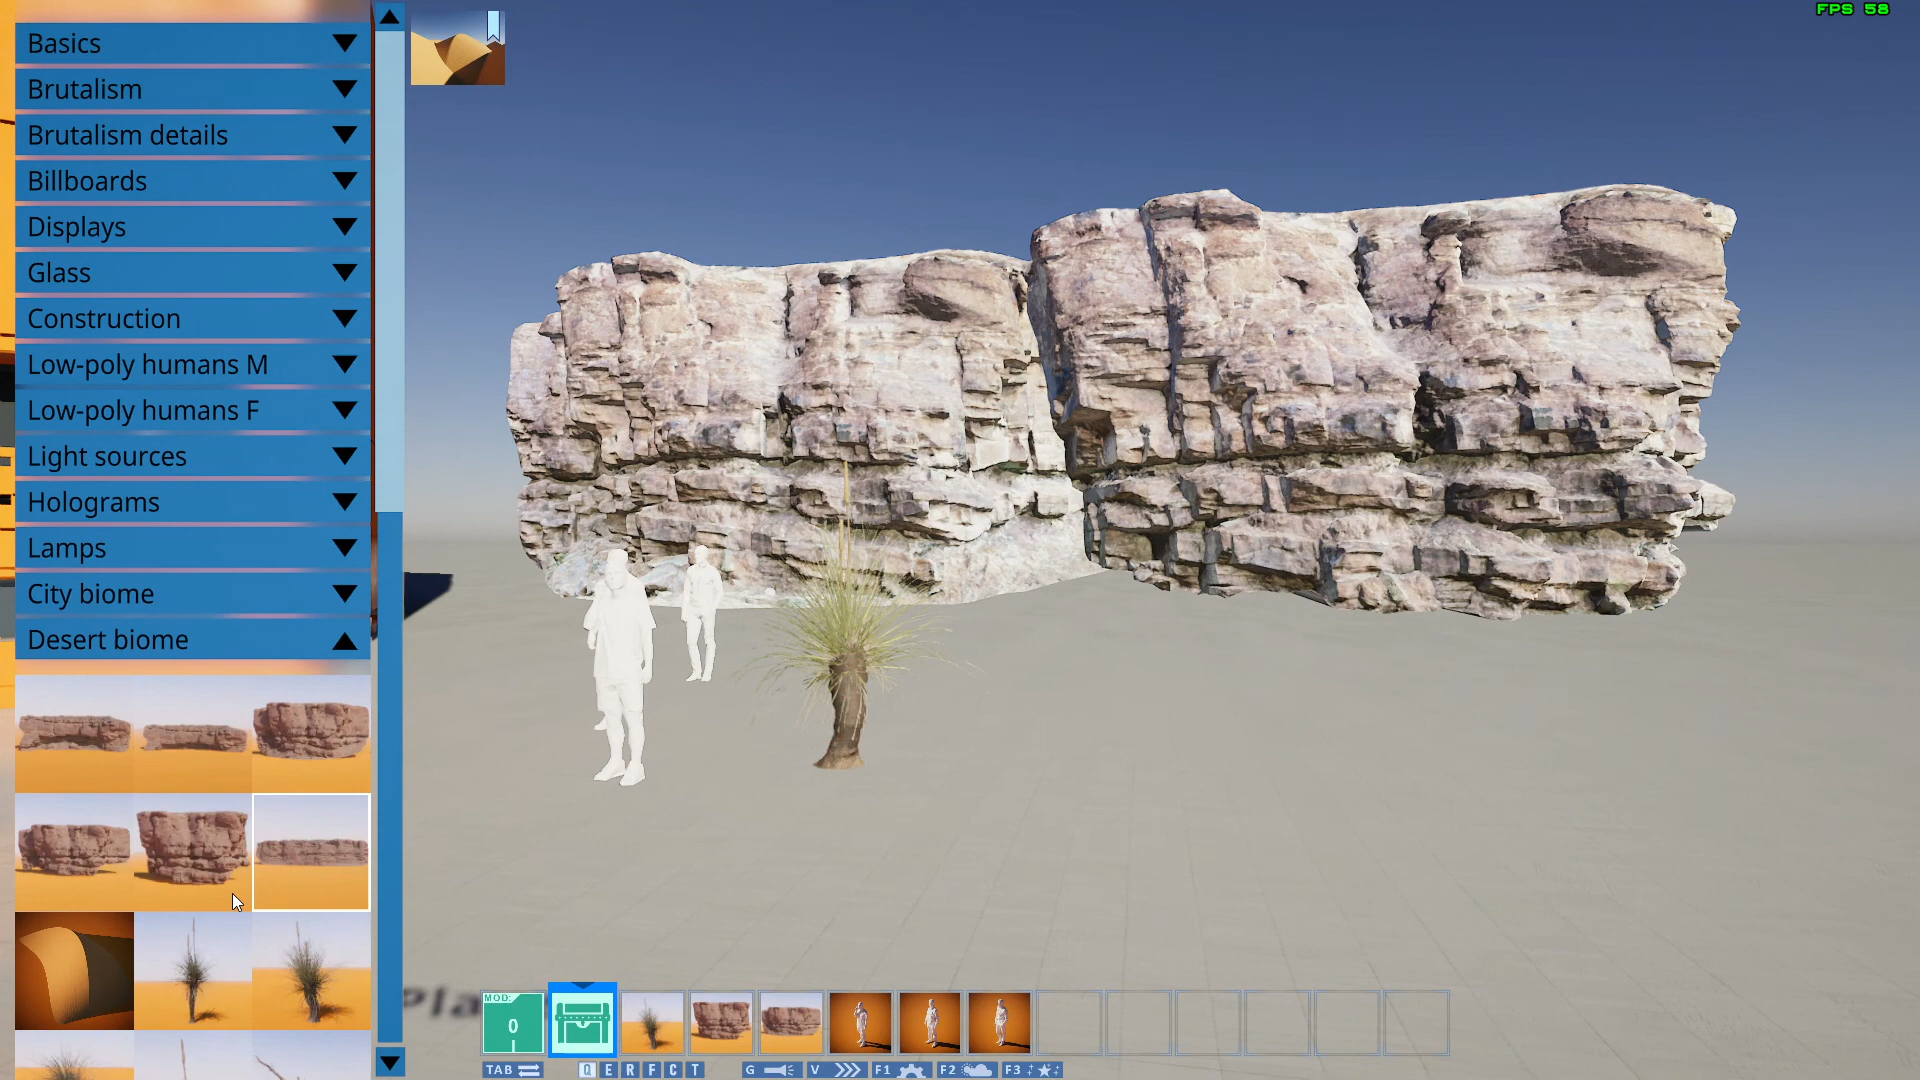 FPS 58
Basics
Brutalism
Brutalism details
Billboards
Displays
Glass
Construction
Low-poly humans M
Low-poly humans F
Light sources
Holograms
Lamps
City biome
Desert biome
Pla
MOD:
0
TAB Q E R F C T G V F1 F2 F3